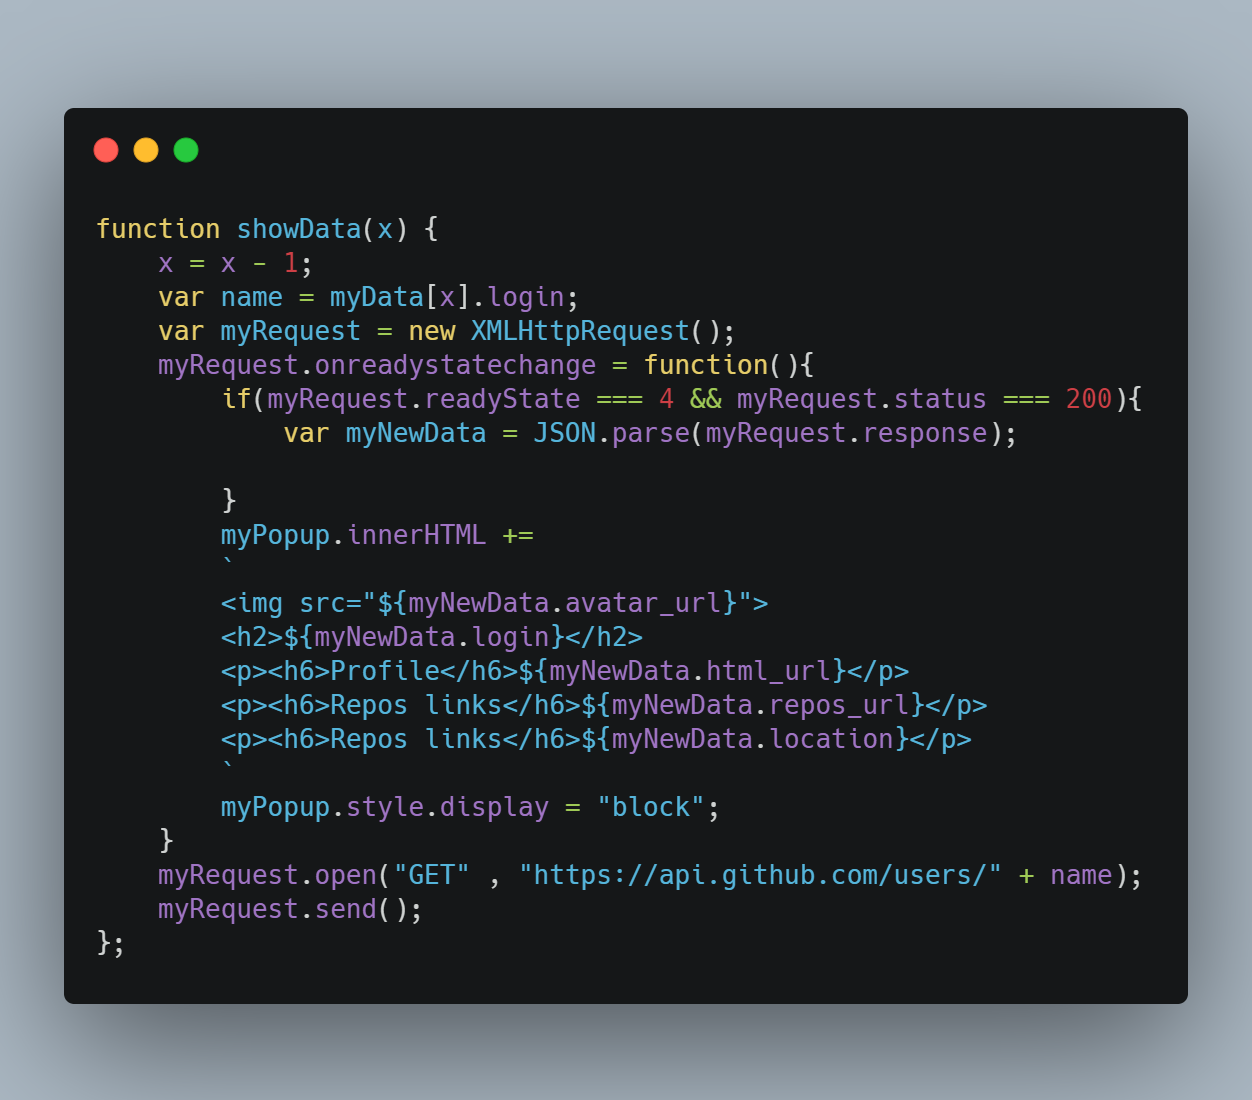 function showData(x) {
    x = x - 1;
    var name = myData[x].login;
    var myRequest = new XMLHttpRequest();
    myRequest.onreadystatechange = function(){
        if(myRequest.readyState === 4 && myRequest.status === 200){
            var myNewData = JSON.parse(myRequest.response);

        }
        myPopup.innerHTML +=
        `
        <img src="${myNewData.avatar_url}">
        <h2>${myNewData.login}</h2>
        <p><h6>Profile</h6>${myNewData.html_url}</p>
        <p><h6>Repos links</h6>${myNewData.repos_url}</p>
        <p><h6>Repos links</h6>${myNewData.location}</p>
        `
        myPopup.style.display = "block";
    }
    myRequest.open("GET" , "https://api.github.com/users/" + name);
    myRequest.send();
};